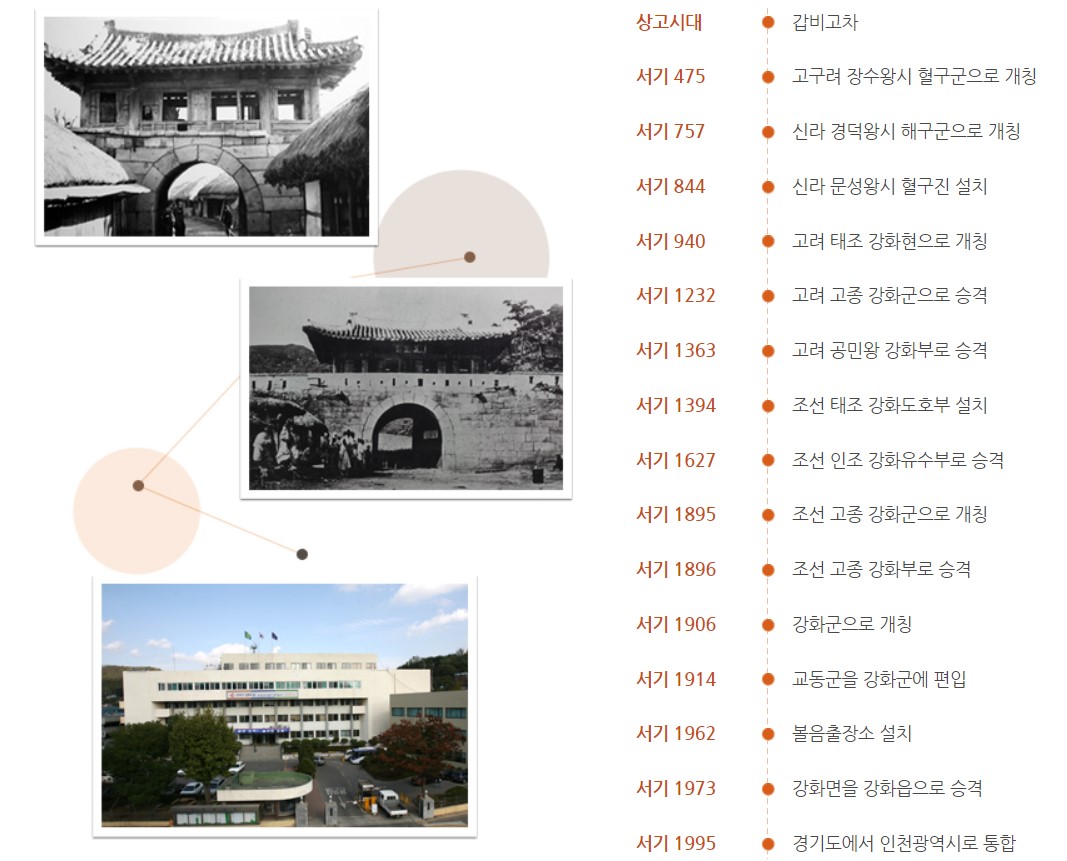 상고시대 갑비고차
서기 475 고구려 장수왕시 혈구군으로 개칭
서기 757 신라 경덕왕시 해구군으로 개칭
서기 844 신라 문성왕시 혈구진 설치
서기 940 고려 태조 강화현으로 개칭
서기 1232 고려 고종 강화군으로 승격
서기 1363 고려 공민왕 강화부로 승격
서기 1394 조선 태조 강화도호부 설치
서기 1627 조선 인조 강화유수부로 승격
서기 1895 조선 고종 강화군으로 개칭
서기 1896 조선 고종 강화부로 승격
서기 1906 강화군으로 개칭
서기 1914 교동군을 강화군에 편입
서기 1962 볼음출장소 설치
서기 1973 강화면을 강화읍으로 승격
서기 1995 경기도에서 인천광역시로 통합